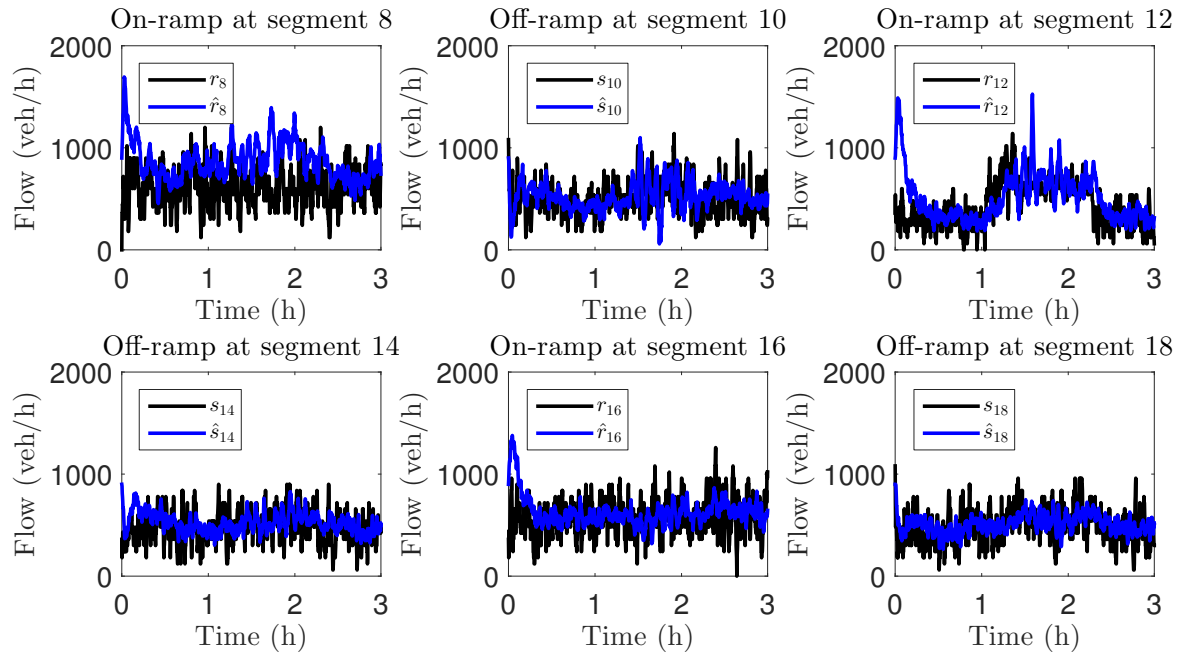 On-ramp at segment 8
Flow (veh/h)
2000
1000
0
r₈
r̂₈
0 1 2 3
Time (h)
Off-ramp at segment 10
Flow (veh/h)
2000
1000
0
s₁₀
ŝ₁₀
0 1 2 3
Time (h)
On-ramp at segment 12
Flow (veh/h)
2000
1000
0
r₁₂
r̂₁₂
0 1 2 3
Time (h)
Off-ramp at segment 14
Flow (veh/h)
2000
1000
0
s₁₄
ŝ₁₄
0 1 2 3
Time (h)
On-ramp at segment 16
Flow (veh/h)
2000
1000
0
r₁₆
r̂₁₆
0 1 2 3
Time (h)
Off-ramp at segment 18
Flow (veh/h)
2000
1000
0
s₁₈
ŝ₁₈
0 1 2 3
Time (h)